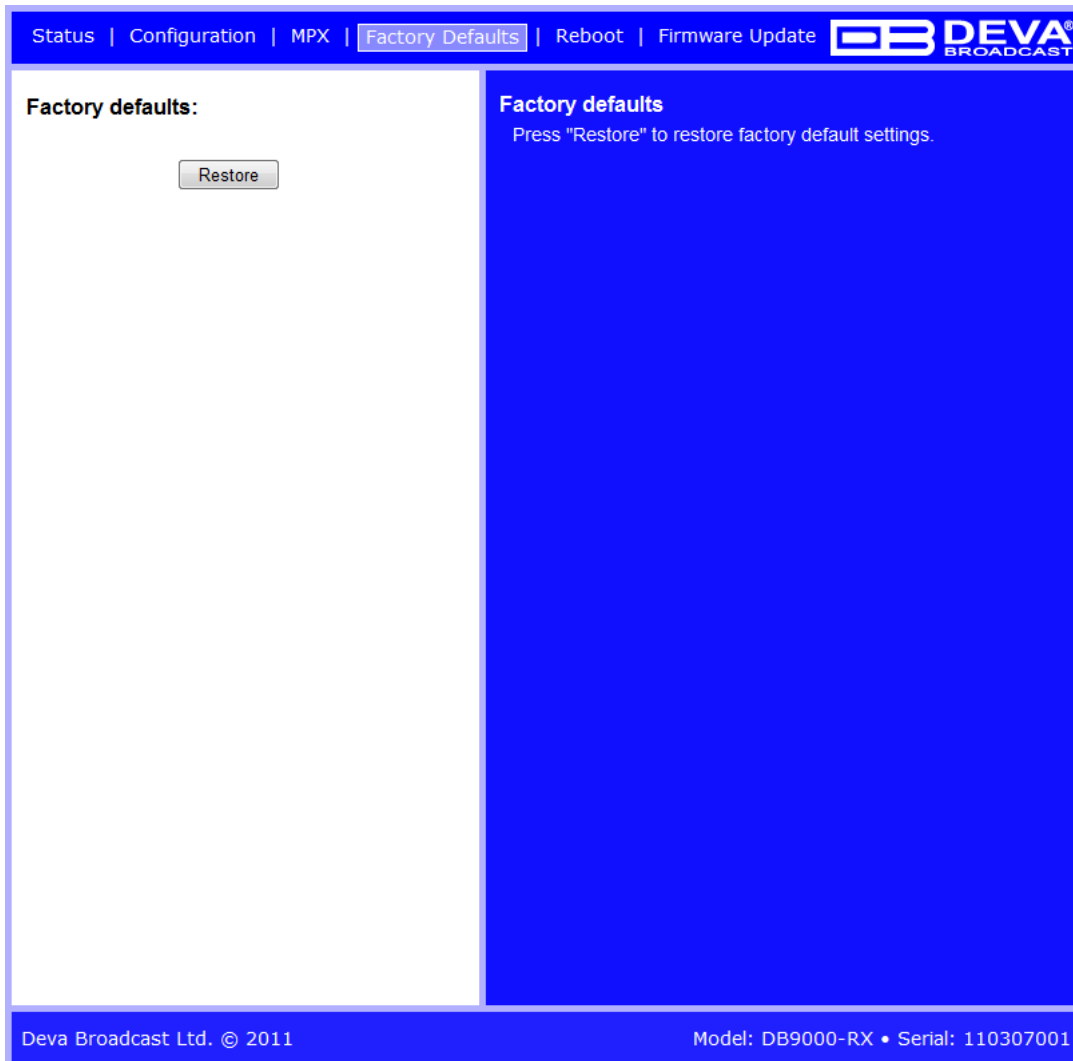 Status | Configuration | MPX | Factory Defaults | Reboot | Firmware Update DEVA® BROADCAST
Factory defaults:
Restore
Factory defaults
Press "Restore" to restore factory default settings.
Deva Broadcast Ltd. © 2011
Model: DB9000-RX • Serial: 110307001